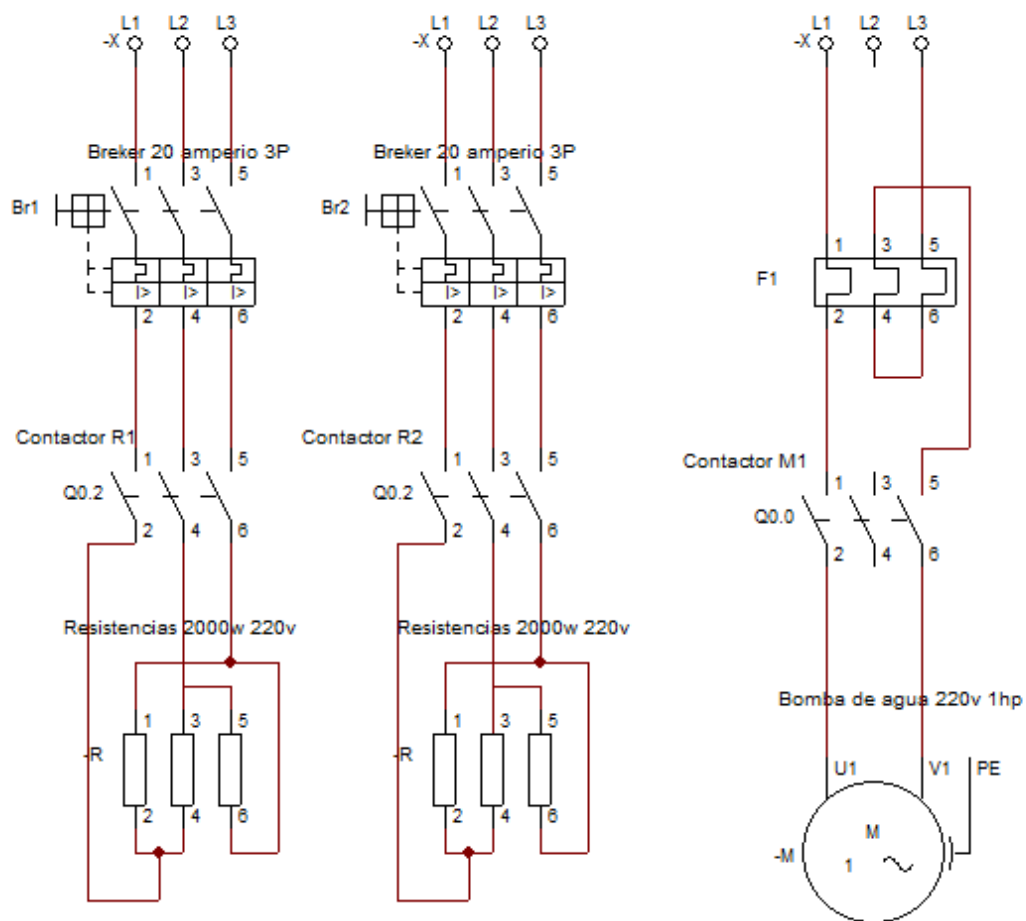 L1 L2 L3 L1 L2 L3 L1 L2 L3
-X -X -X
Breker 20 amperio 3P Breker 20 amperio 3P
1 3 5 1 3 5
Br1 Br2
1 3 5
F1
I> I> I> I> I> I>
2 4 6 2 4 6 2 4 6
Contactor R1 Contactor R2
1 3 5 1 3 5
Contactor M1
1 3 5
Q0.2 Q0.2
Q0.0
2 4 6 2 4 6
2 4 6
Resistencias 2000w 220v Resistencias 2000w 220v
Bomba de agua 220v 1hp
1 3 5 1 3 5
-R -R
U1 V1 PE
2 4 6 2 4 6
M
-M
1